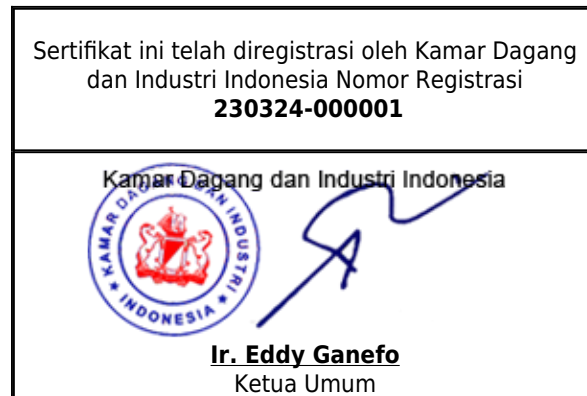 Sertifikat ini telah diregistrasi oleh Kamar Dagang
dan Industri Indonesia Nomor Registrasi
230324-000001
Kamar Dagang dan Industri Indonesia
KAMAR DAGANG DAN INDUSTRI
* INDONESIA *
Ir. Eddy Ganefo
Ketua Umum